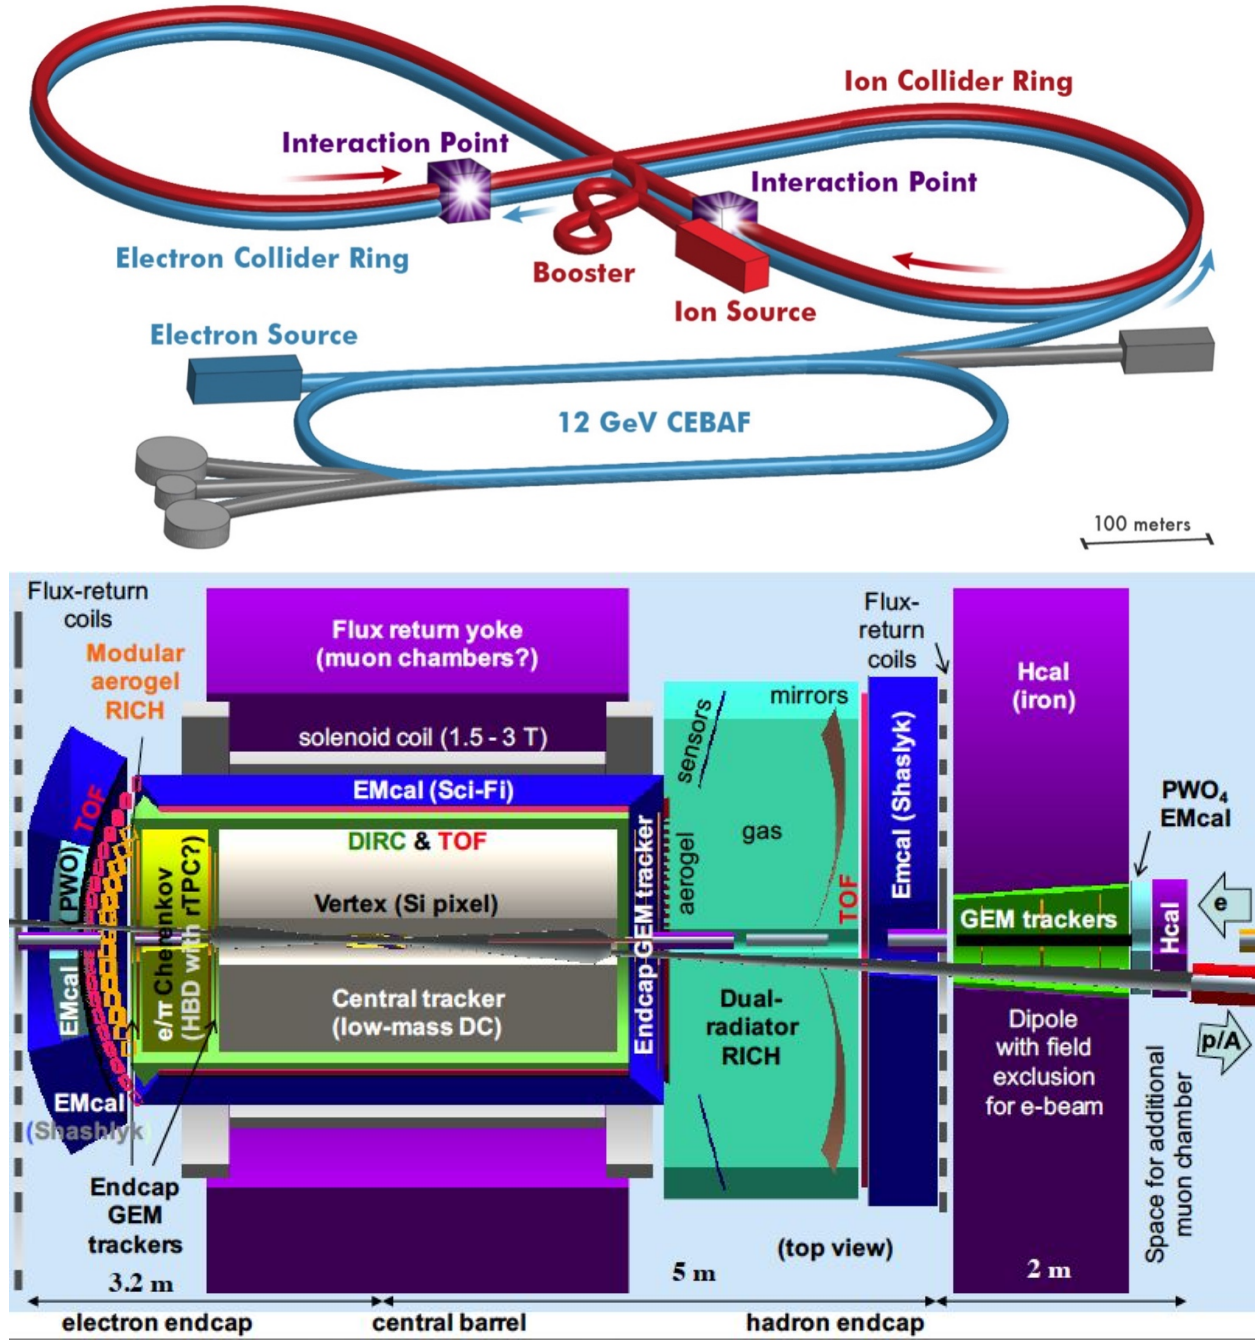 Ion Collider Ring
Interaction Point
Interaction Point
Electron Collider Ring
Booster
Ion Source
Electron Source
12 GeV CEBAF
100 meters
Flux-return
coils
Modular
aerogel
RICH
Flux return yoke
(muon chambers?)
solenoid coil (1.5 - 3 T)
EMcal (Sci-Fi)
DIRC & TOF
Vertex (Si pixel)
Central tracker
(low-mass DC)
TOF
EMcal (PWO)
e/π Cherenkov
(HBD with rTPC?)
EMcal
(Shashlyk)
Endcap
GEM
trackers
Endcap GEM tracker
aerogel
sensors
mirrors
gas
Dual-
radiator
RICH
TOF
Emcal (Shaslyk)
Flux-
return
coils
Hcal
(iron)
PWO4
EMcal
GEM trackers
Hcal
e
p/A
Dipole
with field
exclusion
for e-beam
Space for additional
muon chamber
(top view)
3.2 m
5 m
2 m
electron endcap
central barrel
hadron endcap